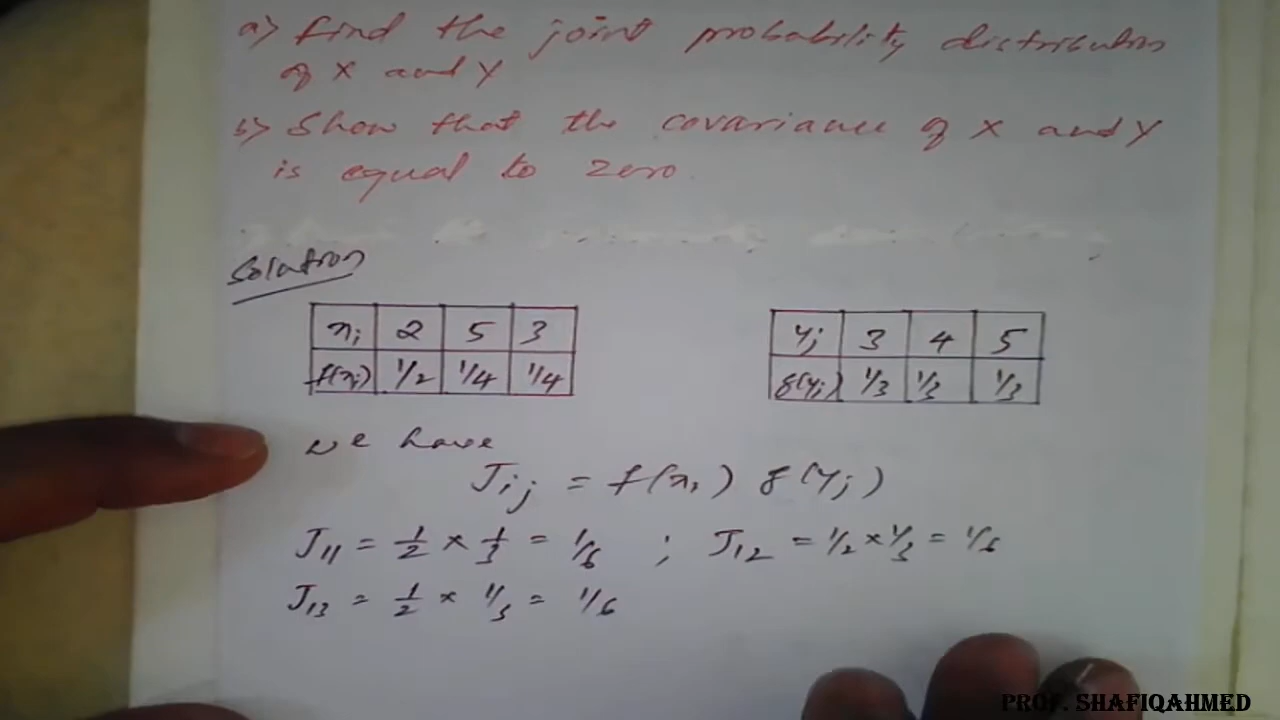 a) Find the joint probability distribution
of X and Y
b) Show that the covariance of X and Y
is equal to zero.
Solution
xi 2 5 3
f(xi) 1/2 1/4 1/4
Yj 3 4 5
g(yj) 1/3 1/3 1/3
we have
Jij = f(xi) g(Yj)
J11 = 1/2 × 1/3 = 1/6 ; J12 = 1/2 × 1/3 = 1/6
J13 = 1/2 × 1/3 = 1/6
PROF. SHAFIQAHMED